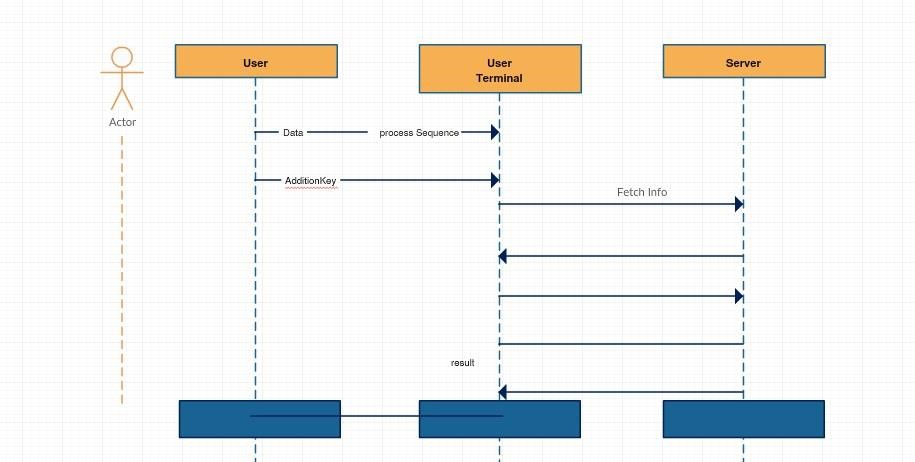 User
User
Terminal
Server
Actor
Data
process Sequence
AdditionKey
Fetch Info
result